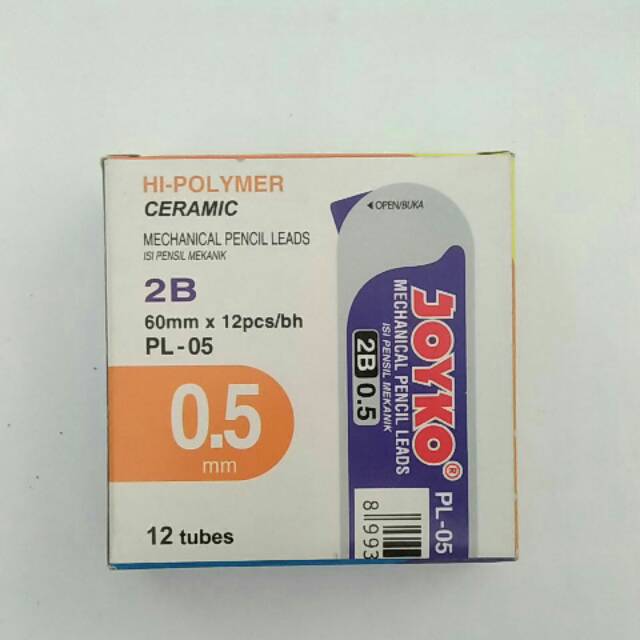 HI-POLYMER
CERAMIC
MECHANICAL PENCIL LEADS
ISI PENSIL MEKANIK
2B
60mm x 12pcs/bh
PL-05
0.5
mm
12 tubes
OPEN/BUKA
JOYKO®
MECHANICAL PENCIL LEADS
ISI PENSIL MEKANIK
2B 0.5
PL-05
81993